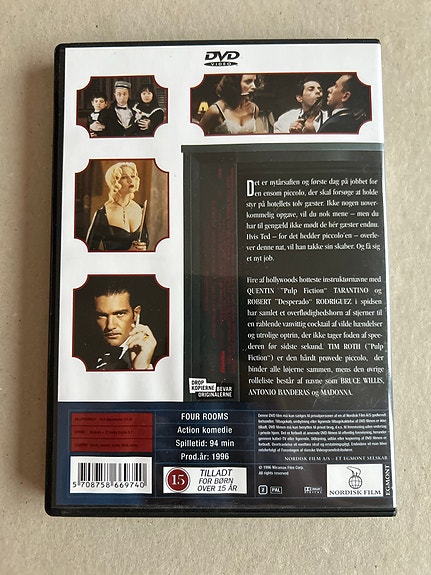 DVD
VIDEO
Det er nytårsaften og første dag på jobbet for
den ensom piccolo, der skal forsøge at holde
styr på hotellets tolv gæster. Ikke nogen uover-
kommelig opgave, vil du nok mene – men du
har til gengæld ikke mødt de hér gæster endnu.
Hvis Ted – for det hedder piccolo'en – overle-
ver denne nat, vil han takke sin skaber. Og få sig
et nyt job.
Fire af hollywoods hotteste instruktørnavne med
QUENTIN "Pulp Fiction" TARANTINO og
ROBERT "Desperado" RODRIGUEZ i spidsen
har samlet et overflødighedshorn af stjerner til
en rablende vanvittig cocktail af vilde hændelser
og utrolige optrin, der ikke tager foden af spee-
deren før sidste sekund. TIM ROTH ("Pulp
Fiction") er den hårdt prøvede piccolo, der
binder alle løjerne sammen, mens den øvrige
rolleliste består af navne som BRUCE WILLIS,
ANTONIO BANDERAS og MADONNA.
DROP
KOPIERNE
BEVAR
ORIGINALERNE
FOUR ROOMS
Action komedie
Spilletid: 94 min
Prod.år: 1996
NORDISK FILM A/S – ET EGMONT SELSKAB
5 708758 669740
15
TILLADT
FOR BØRN
OVER 15 ÅR
© 1996 Miramax Film Corp.
2
PAL
NORDISK FILM
EGMONT